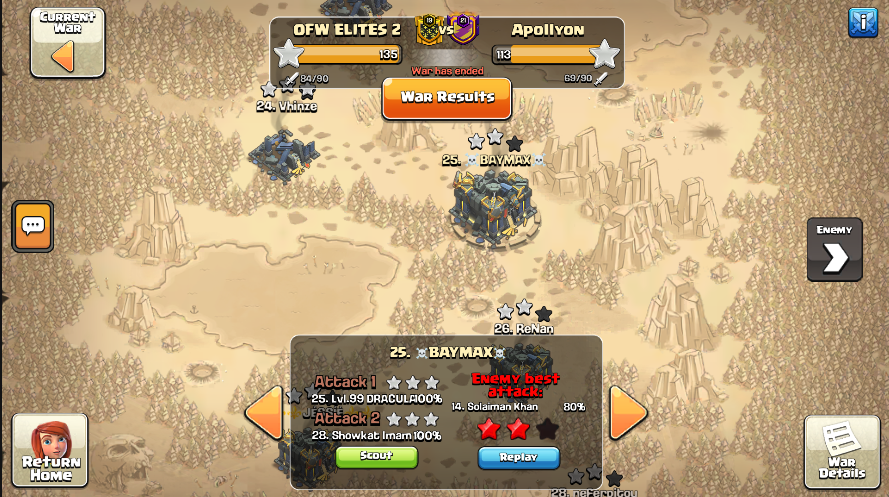 Current
War
OFW ELITES 2
19
VS
21
Apollyon
135
113
84/90
War has ended
69/90
War Results
24. Vhinze
25. ☠BAYMAX☠
Enemy
26. ReNan
25. ☠BAYMAX☠
Attack 1
25. Lvl.99 DRACULA 100%
Attack 2
28. Showkat Imam 100%
Scout
Enemy best
attack:
14. Solaiman Khan 80%
Replay
Return
Home
War
Details